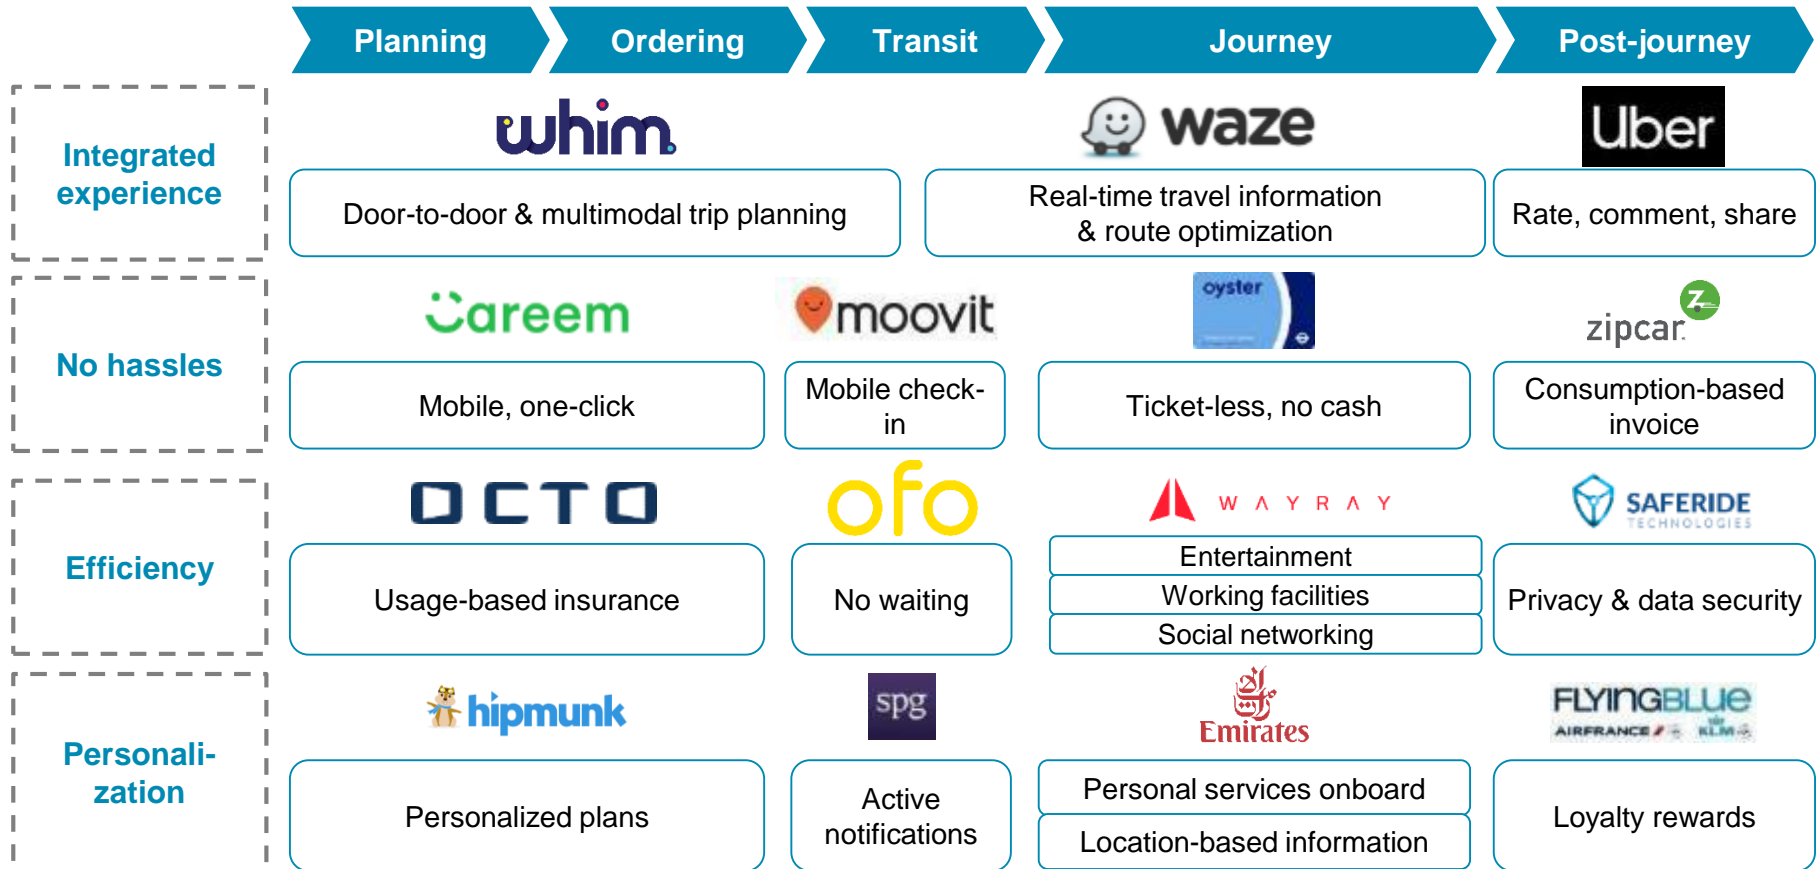 Planning
Ordering
Transit
Journey
Post-journey
Integrated
experience
whim
waze
Uber
Door-to-door & multimodal trip planning
Real-time travel information
& route optimization
Rate, comment, share
No hassles
Careem
moovit
oyster
zipcar
Mobile, one-click
Mobile check-
in
Ticket-less, no cash
Consumption-based
invoice
Efficiency
OCTO
ofo
WAYRAY
SAFERIDE
TECHNOLOGIES
Usage-based insurance
No waiting
Entertainment
Working facilities
Social networking
Privacy & data security
Personali-
zation
hipmunk
spg
Emirates
FLYINGBLUE
AIRFRANCE KLM
Personalized plans
Active
notifications
Personal services onboard
Location-based information
Loyalty rewards